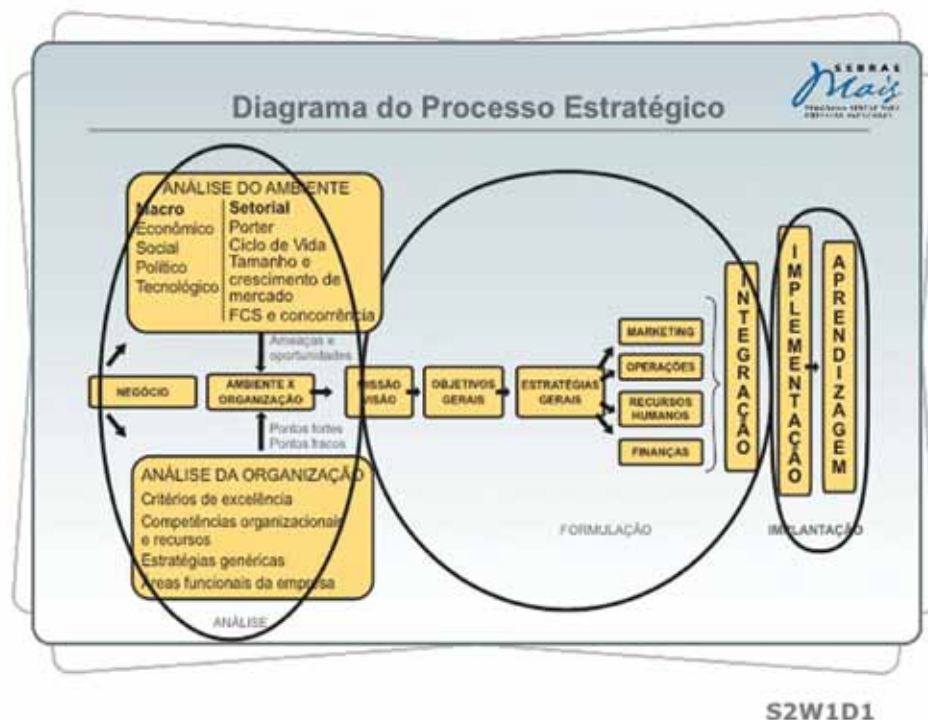 SEBRAE
Mais
Diagrama do Processo Estratégico
ANÁLISE DO AMBIENTE
Macro
Econômico
Social
Político
Tecnológico
Setorial
Porter
Ciclo de Vida
Tamanho e
crescimento de
mercado
FCS e concorrência
Ameaças e
oportunidades
NEGÓCIO
AMBIENTE X
ORGANIZAÇÃO
Pontos fortes
Pontos fracos
ANÁLISE DA ORGANIZAÇÃO
Critérios de excelência
Competências organizacionais
e recursos
Estratégias genéricas
Áreas funcionais da empresa
ANÁLISE
MISSÃO
VISÃO
OBJETIVOS
GERAIS
ESTRATÉGIAS
GERAIS
MARKETING
OPERAÇÕES
RECURSOS
HUMANOS
FINANÇAS
INTEGRAÇÃO
FORMULAÇÃO
IMPLEMENTAÇÃO
APRENDIZAGEM
IMPLANTAÇÃO
S2W1D1